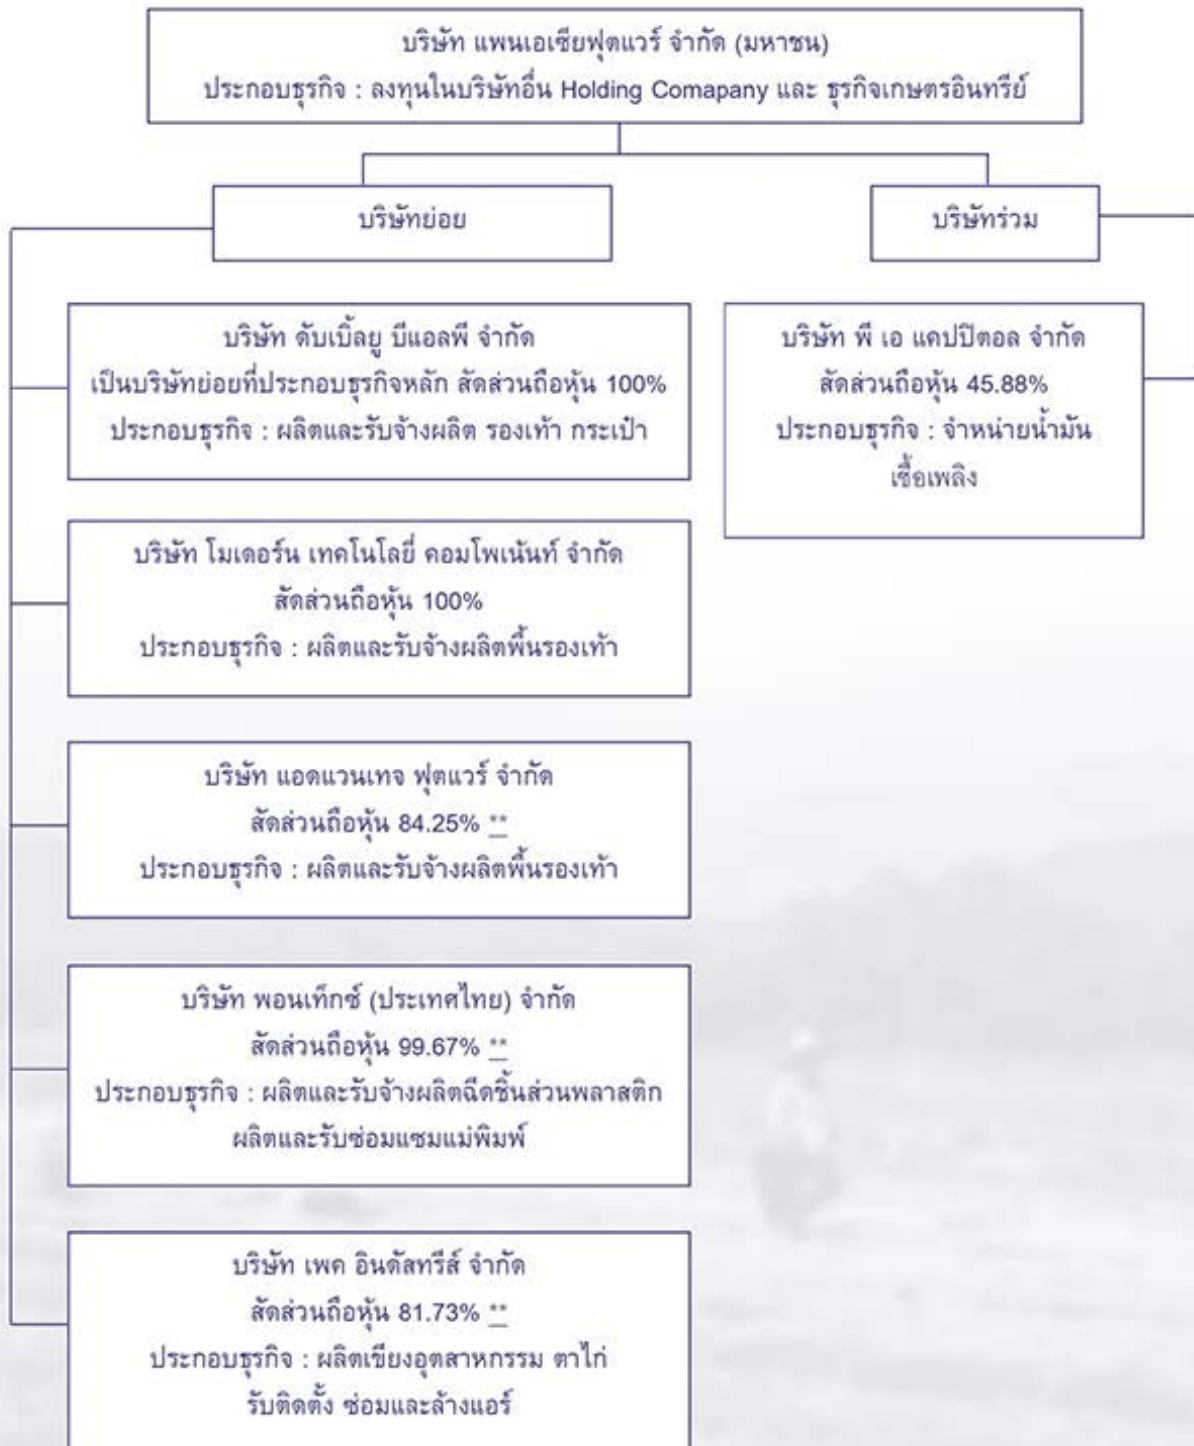 บริษัท แพนเอเซียฟุตแวร์ จำกัด (มหาชน)
ประกอบธุรกิจ : ลงทุนในบริษัทอื่น Holding Comapany และ ธุรกิจเกษตรอินทรีย์
บริษัทย่อย
บริษัทร่วม
บริษัท ดับเบิ้ลยู บีแอลพี จำกัด
เป็นบริษัทย่อยที่ประกอบธุรกิจหลัก สัดส่วนถือหุ้น 100%
ประกอบธุรกิจ : ผลิตและรับจ้างผลิต รองเท้า กระเป๋า
บริษัท พี เอ แคปปิตอล จำกัด
สัดส่วนถือหุ้น 45.88%
ประกอบธุรกิจ : จำหน่ายน้ำมัน
เชื้อเพลิง
บริษัท โมเดอร์น เทคโนโลยี่ คอมโพเน้นท์ จำกัด
สัดส่วนถือหุ้น 100%
ประกอบธุรกิจ : ผลิตและรับจ้างผลิตพื้นรองเท้า
บริษัท แอดแวนเทจ ฟุตแวร์ จำกัด
สัดส่วนถือหุ้น 84.25% **
ประกอบธุรกิจ : ผลิตและรับจ้างผลิตพื้นรองเท้า
บริษัท พอนเท็กซ์ (ประเทศไทย) จำกัด
สัดส่วนถือหุ้น 99.67% **
ประกอบธุรกิจ : ผลิตและรับจ้างผลิตฉีดชิ้นส่วนพลาสติก
ผลิตและรับซ่อมแซมแม่พิมพ์
บริษัท เพค อินดัสทรีส์ จำกัด
สัดส่วนถือหุ้น 81.73% **
ประกอบธุรกิจ : ผลิตเขียงอุตสาหกรรม ตาไก่
รับติดตั้ง ซ่อมและล้างแอร์